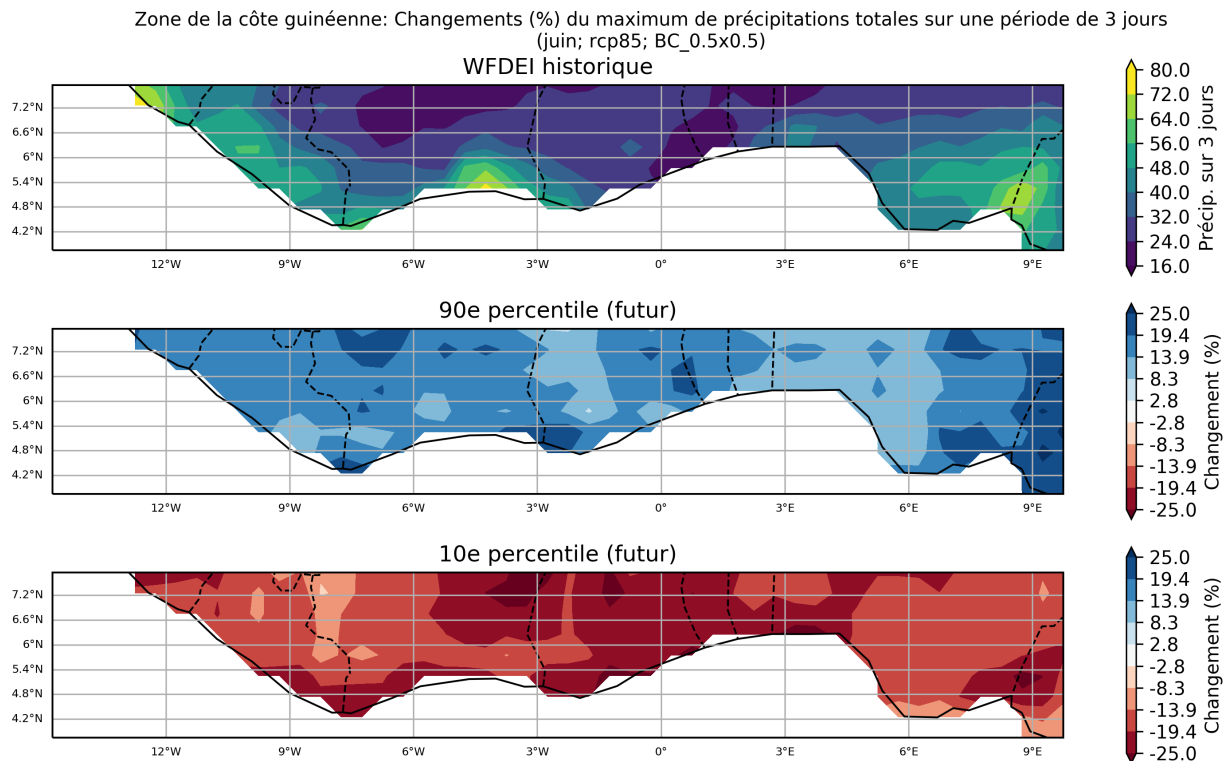 Zone de la côte guinéenne: Changements (%) du maximum de précipitations totales sur une période de 3 jours
(juin; rcp85; BC_0.5x0.5)
WFDEI historique
7.2°N
6.6°N
6°N
5.4°N
4.8°N
4.2°N
12°W 9°W 6°W 3°W 0° 3°E 6°E 9°E
80.0
72.0
64.0
56.0
48.0
40.0
32.0
24.0
16.0
Précip. sur 3 jours
90e percentile (futur)
7.2°N
6.6°N
6°N
5.4°N
4.8°N
4.2°N
12°W 9°W 6°W 3°W 0° 3°E 6°E 9°E
25.0
19.4
13.9
8.3
2.8
-2.8
-8.3
-13.9
-19.4
-25.0
Changement (%)
10e percentile (futur)
7.2°N
6.6°N
6°N
5.4°N
4.8°N
4.2°N
12°W 9°W 6°W 3°W 0° 3°E 6°E 9°E
25.0
19.4
13.9
8.3
2.8
-2.8
-8.3
-13.9
-19.4
-25.0
Changement (%)